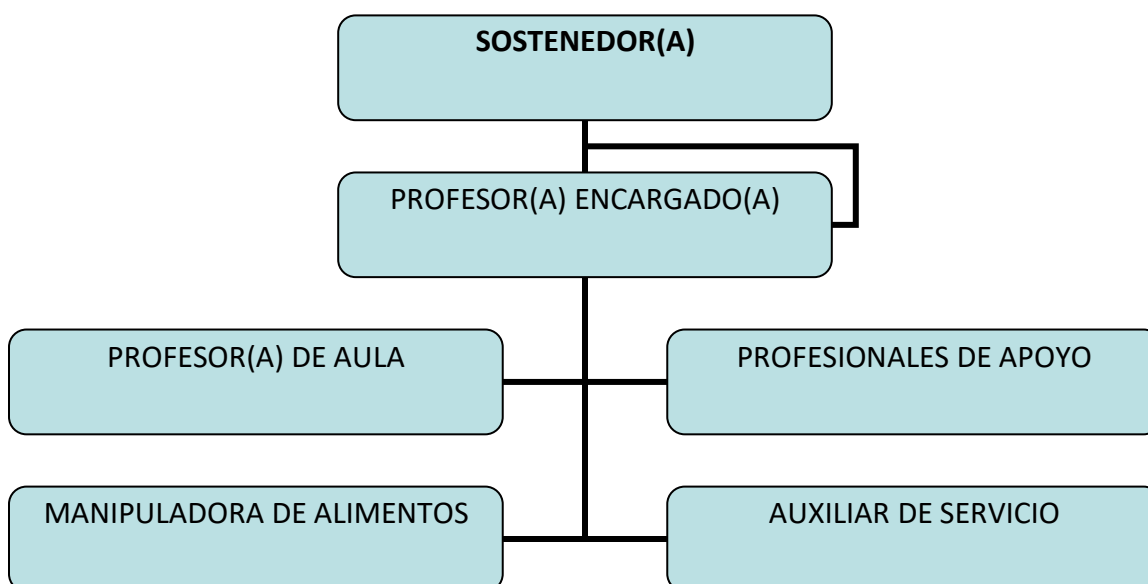 SOSTENEDOR(A)
PROFESOR(A) ENCARGADO(A)
PROFESOR(A) DE AULA
PROFESIONALES DE APOYO
MANIPULADORA DE ALIMENTOS
AUXILIAR DE SERVICIO